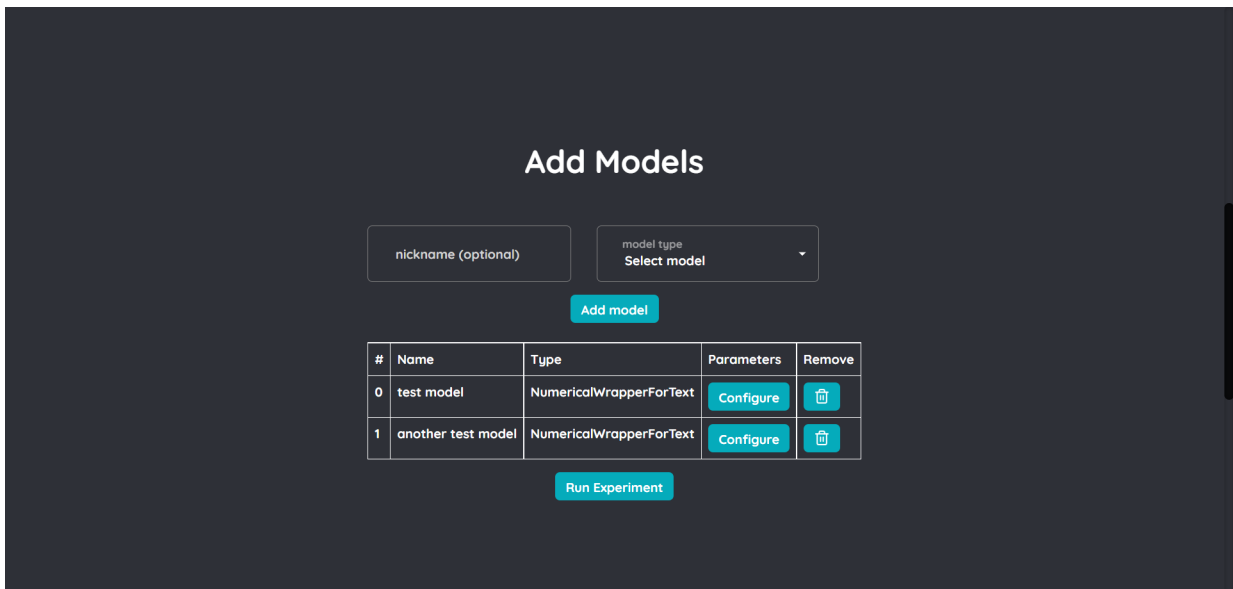 Add Models
nickname (optional)
model type
Select model
Add model
# Name Type Parameters Remove
0 test model NumericalWrapperForText Configure
1 another test model NumericalWrapperForText Configure
Run Experiment